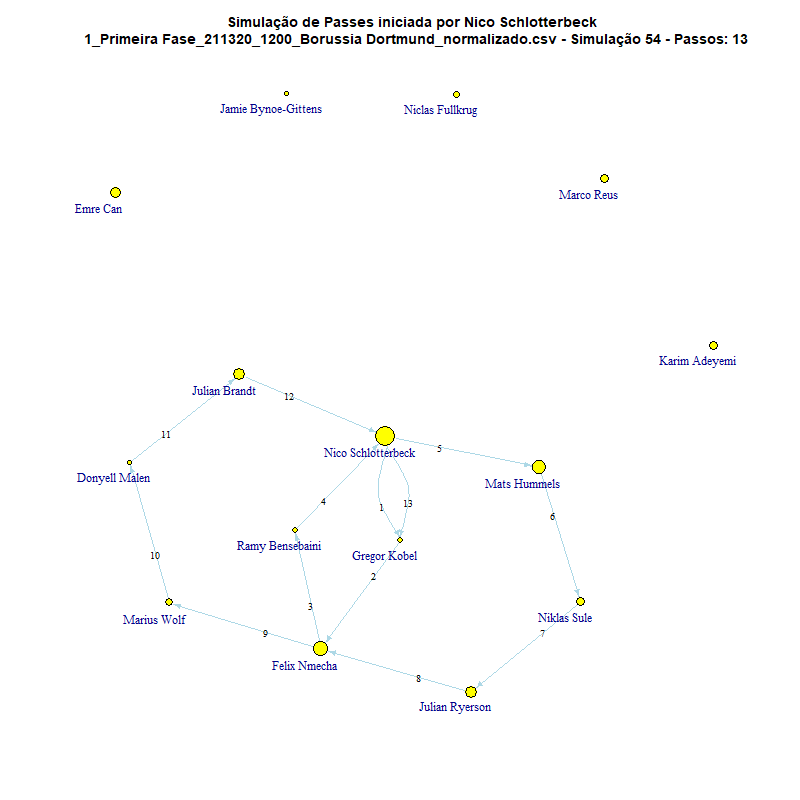 Simulação de Passes iniciada por Nico Schlotterbeck
1_Primeira Fase_211320_1200_Borussia Dortmund_normalizado.csv - Simulação 54 - Passos: 13
Jamie Bynoe-Gittens
Niclas Fullkrug
Marco Reus
Emre Can
Karim Adeyemi
Julian Brandt
12
11
Nico Schlotterbeck
5
Donyell Malen
Mats Hummels
4
1
13
6
Ramy Bensebaini
Gregor Kobel
10
2
3
Marius Wolf
Niklas Sule
9
7
Felix Nmecha
8
Julian Ryerson